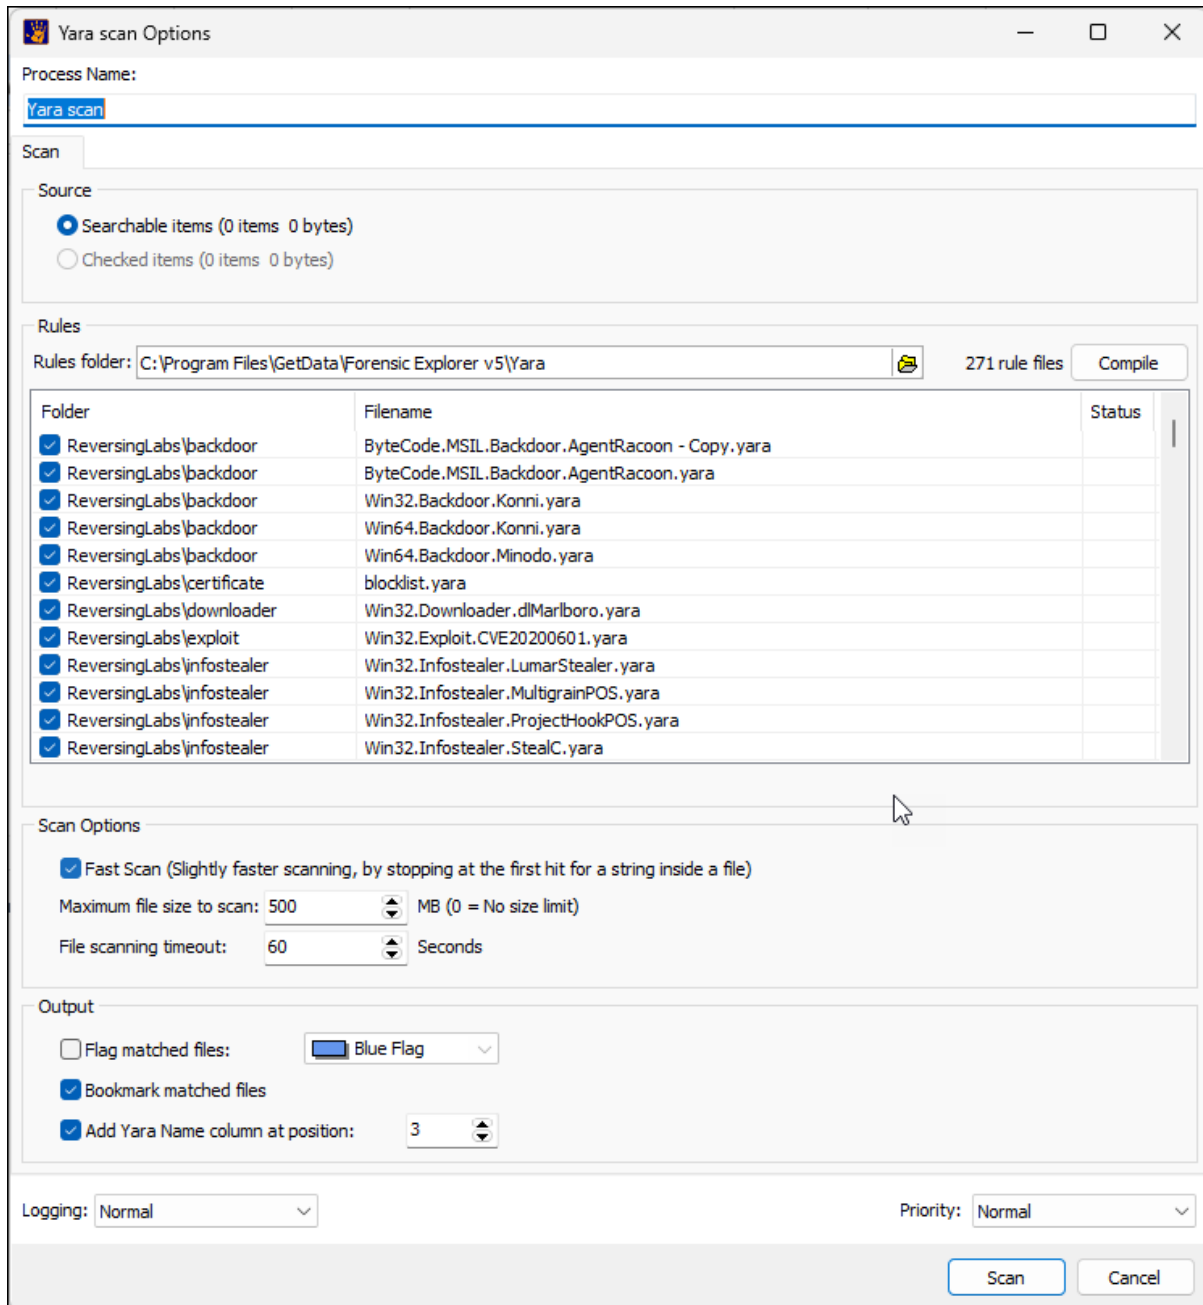 Yara scan Options
Process Name:
Yara scan
Scan
Source
Searchable items (0 items  0 bytes)
Checked items (0 items  0 bytes)
Rules
Rules folder: C:\Program Files\GetData\Forensic Explorer v5\Yara 271 rule files Compile
Folder Filename Status
ReversingLabs\backdoor ByteCode.MSIL.Backdoor.AgentRacoon - Copy.yara
ReversingLabs\backdoor ByteCode.MSIL.Backdoor.AgentRacoon.yara
ReversingLabs\backdoor Win32.Backdoor.Konni.yara
ReversingLabs\backdoor Win64.Backdoor.Konni.yara
ReversingLabs\backdoor Win64.Backdoor.Minodo.yara
ReversingLabs\certificate blocklist.yara
ReversingLabs\downloader Win32.Downloader.dlMarlboro.yara
ReversingLabs\exploit Win32.Exploit.CVE20200601.yara
ReversingLabs\infostealer Win32.Infostealer.LumarStealer.yara
ReversingLabs\infostealer Win32.Infostealer.MultigrainPOS.yara
ReversingLabs\infostealer Win32.Infostealer.ProjectHookPOS.yara
ReversingLabs\infostealer Win32.Infostealer.StealC.yara
Scan Options
Fast Scan (Slightly faster scanning, by stopping at the first hit for a string inside a file)
Maximum file size to scan: 500 MB (0 = No size limit)
File scanning timeout: 60 Seconds
Output
Flag matched files: Blue Flag
Bookmark matched files
Add Yara Name column at position: 3
Logging: Normal Priority: Normal
Scan Cancel